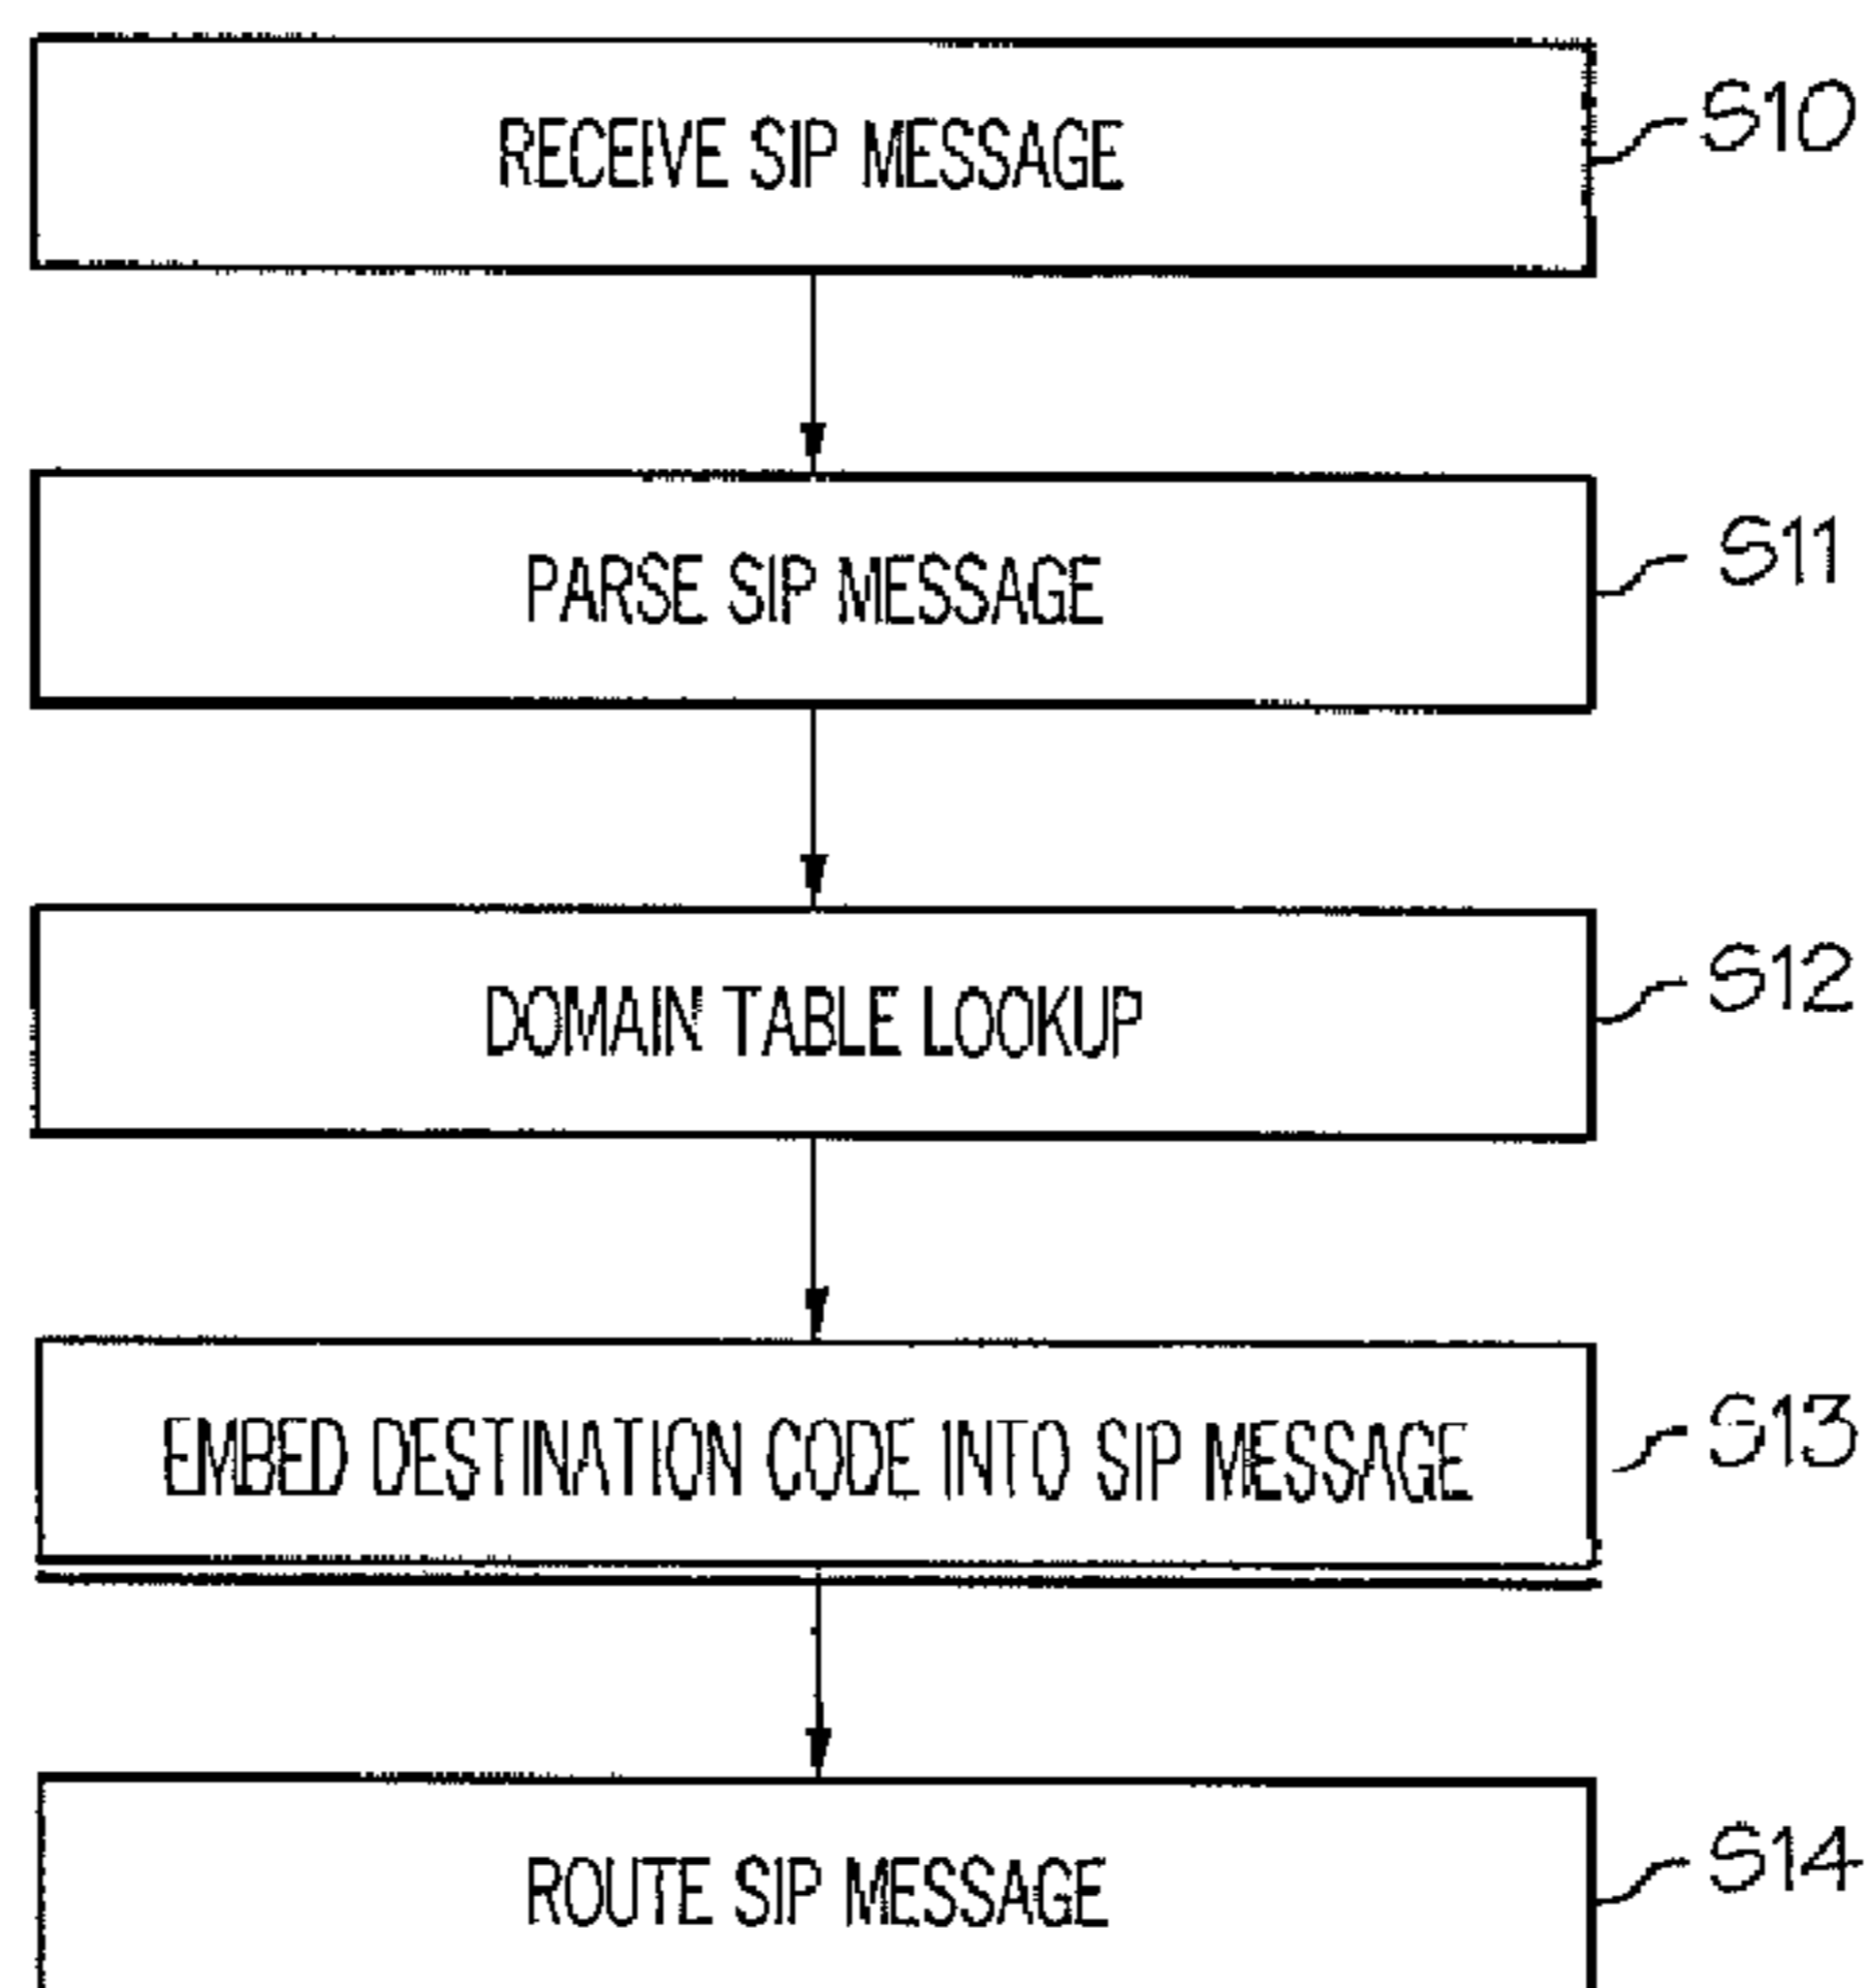 RECEIVE SIP MESSAGE
S10
PARSE SIP MESSAGE
S11
DOMAIN TABLE LOOKUP
S12
EMBED DESTINATION CODE INTO SIP MESSAGE
S13
ROUTE SIP MESSAGE
S14